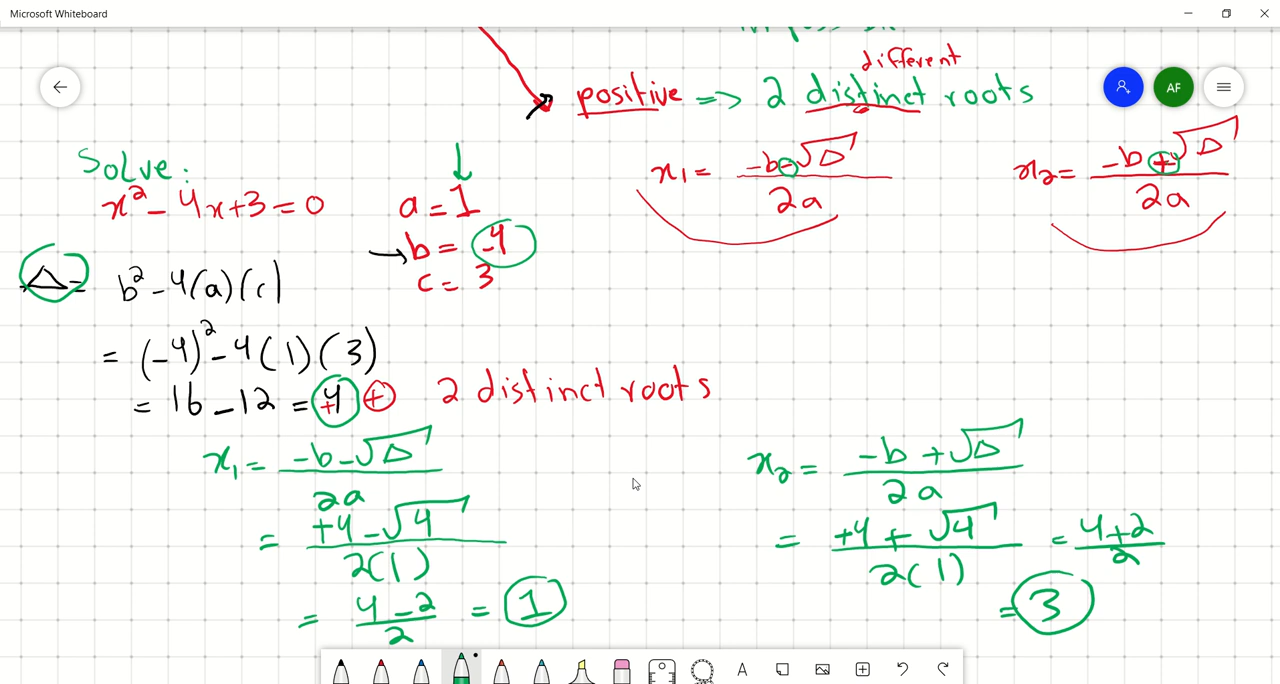 Microsoft Whiteboard
different
positive => 2 distinct roots
AF
Solve:
x² - 4x + 3 = 0
a = 1
b = -4
c = 3
x₁ = (-b - √Δ) / 2a
x₂ = (-b + √Δ) / 2a
Δ = b² - 4(a)(c)
= (-4)² - 4(1)(3)
= 16 - 12 = +4 + 2 distinct roots
x₁ = (-b - √Δ) / 2a
= (+4 - √4) / 2(1)
= (4 - 2) / 2 = 1
x₂ = (-b + √Δ) / 2a
= (+4 + √4) / 2(1) = (4 + 2) / 2
= 3
A